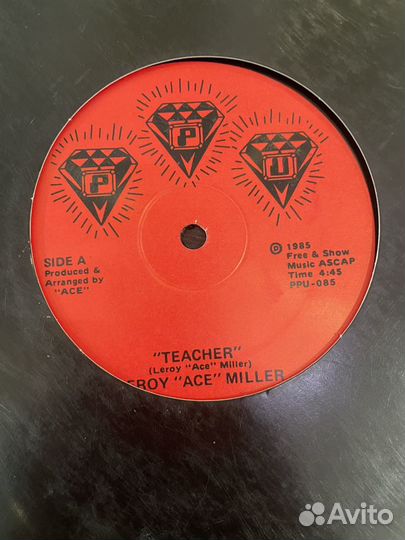 P P U
SIDE A
Produced &
Arranged by
"ACE"
℗ 1985
Free & Show
Music ASCAP
Time 4:45
PPU-085
"TEACHER"
(Leroy "Ace" Miller)
EROY "ACE" MILLER
Avito